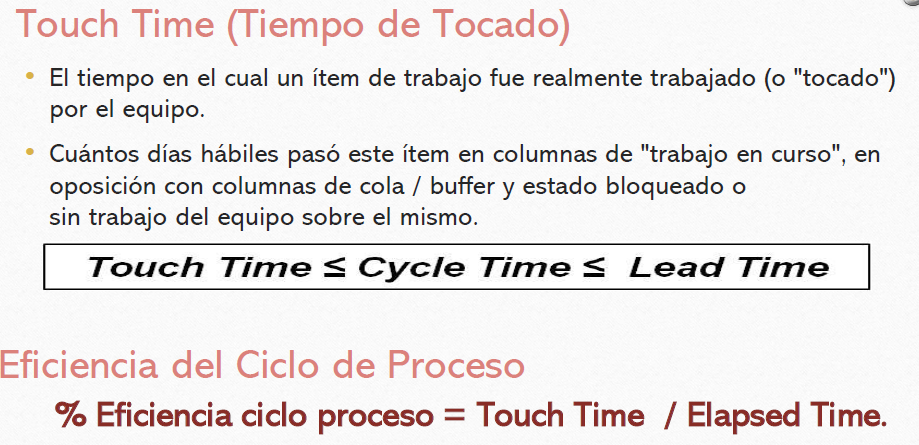 Touch Time (Tiempo de Tocado)
• El tiempo en el cual un ítem de trabajo fue realmente trabajado (o "tocado")
por el equipo.
• Cuántos días hábiles pasó este ítem en columnas de "trabajo en curso", en
oposición con columnas de cola / buffer y estado bloqueado o
sin trabajo del equipo sobre el mismo.
Touch Time ≤ Cycle Time ≤ Lead Time
Eficiencia del Ciclo de Proceso
% Eficiencia ciclo proceso = Touch Time / Elapsed Time.